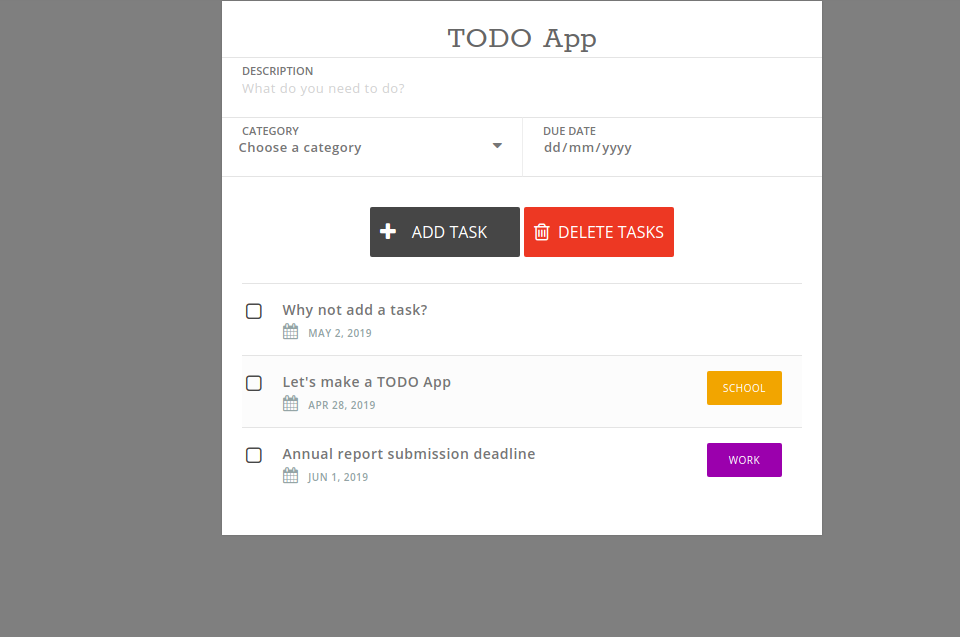 TODO App
DESCRIPTION
What do you need to do?
CATEGORY
Choose a category
DUE DATE
dd/mm/yyyy
ADD TASK
DELETE TASKS
Why not add a task?
MAY 2, 2019
Let's make a TODO App
APR 28, 2019
SCHOOL
Annual report submission deadline
JUN 1, 2019
WORK